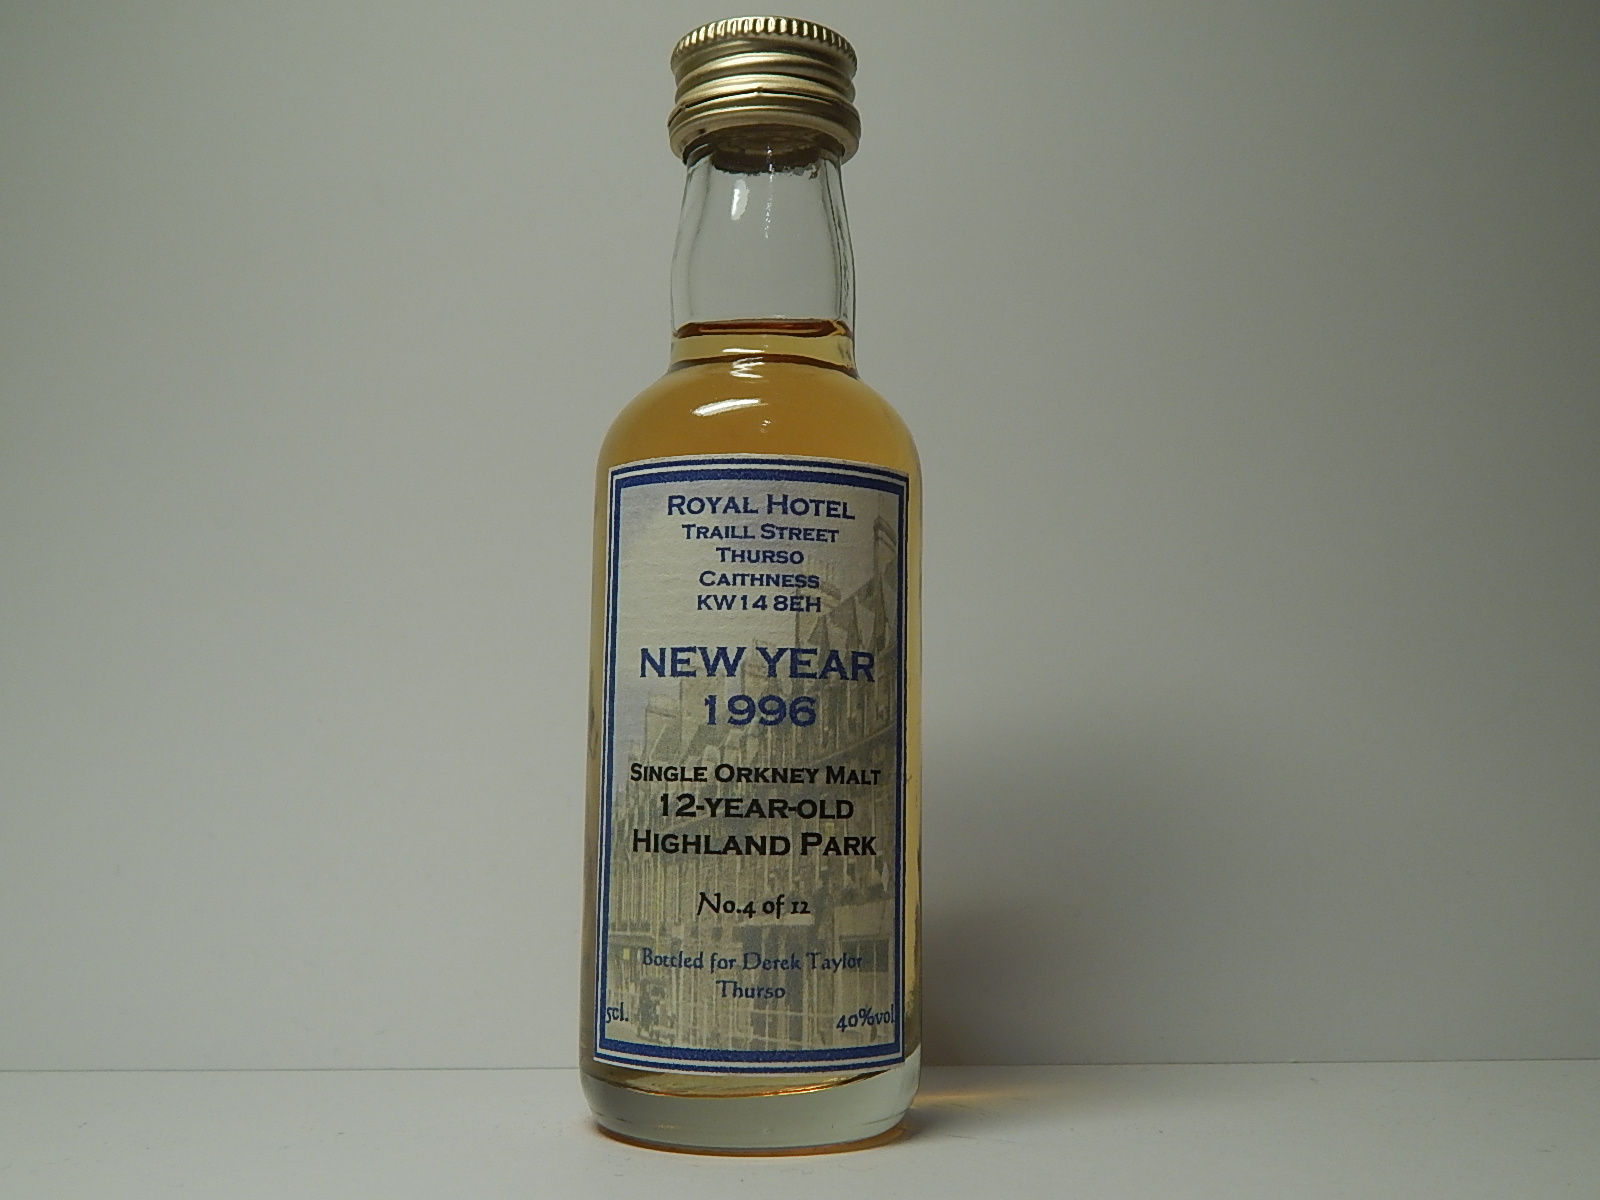 ROYAL HOTEL
TRAILL STREET
THURSO
CAITHNESS
KW14 8EH
NEW YEAR
1996
SINGLE ORKNEY MALT
12-YEAR-OLD
HIGHLAND PARK
No.4 of 12
Bottled for Derek Taylor
Thurso
5cl. 40%vol